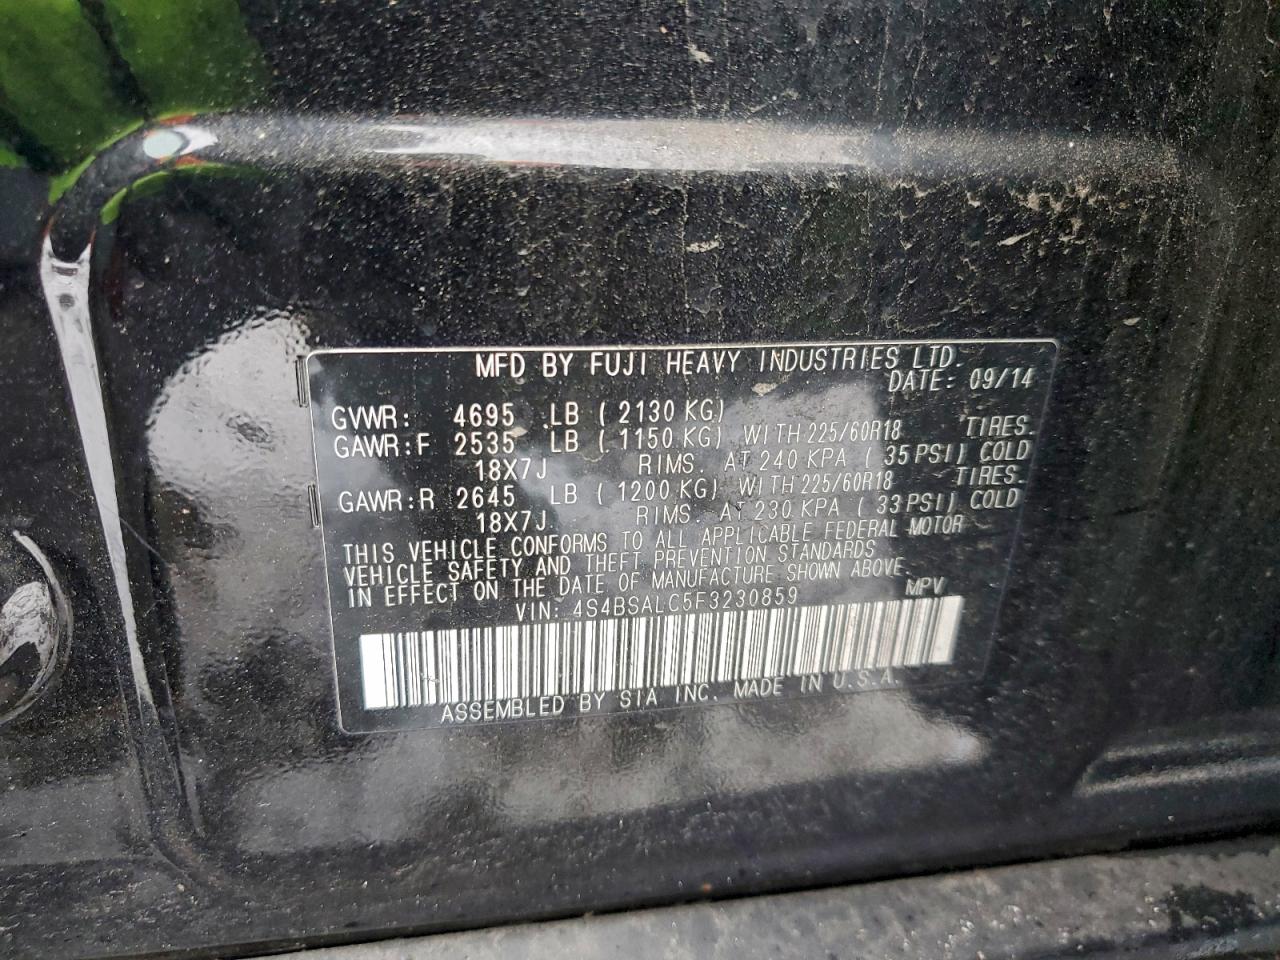 MFD BY FUJI HEAVY INDUSTRIES LTD.
DATE: 09/14
GVWR: 4695 LB ( 2130 KG)
GAWR:F 2535 LB ( 1150 KG) WITH 225/60R18 TIRES.
18X7J RIMS. AT 240 KPA ( 35 PSI) COLD
GAWR:R 2645 LB ( 1200 KG) WITH 225/60R18 TIRES.
18X7J RIMS. AT 230 KPA ( 33 PSI) COLD
THIS VEHICLE CONFORMS TO ALL APPLICABLE FEDERAL MOTOR
VEHICLE SAFETY AND THEFT PREVENTION STANDARDS
IN EFFECT ON THE DATE OF MANUFACTURE SHOWN ABOVE.
VIN: 4S4BSALC5F3230859 MPV
ASSEMBLED BY SIA INC. MADE IN U.S.A.